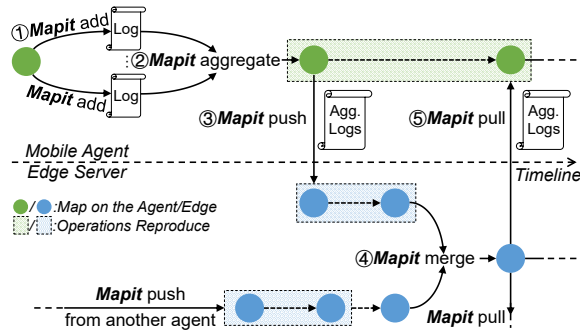 ①Mapit add
Log
②Mapit aggregate
Mapit add
Log
③Mapit push
Agg.
Logs
⑤Mapit pull
Agg.
Logs
Mobile Agent
Edge Server
Timeline
/ :Map on the Agent/Edge
/ :Operations Reproduce
④Mapit merge
Mapit push
from another agent
Mapit pull